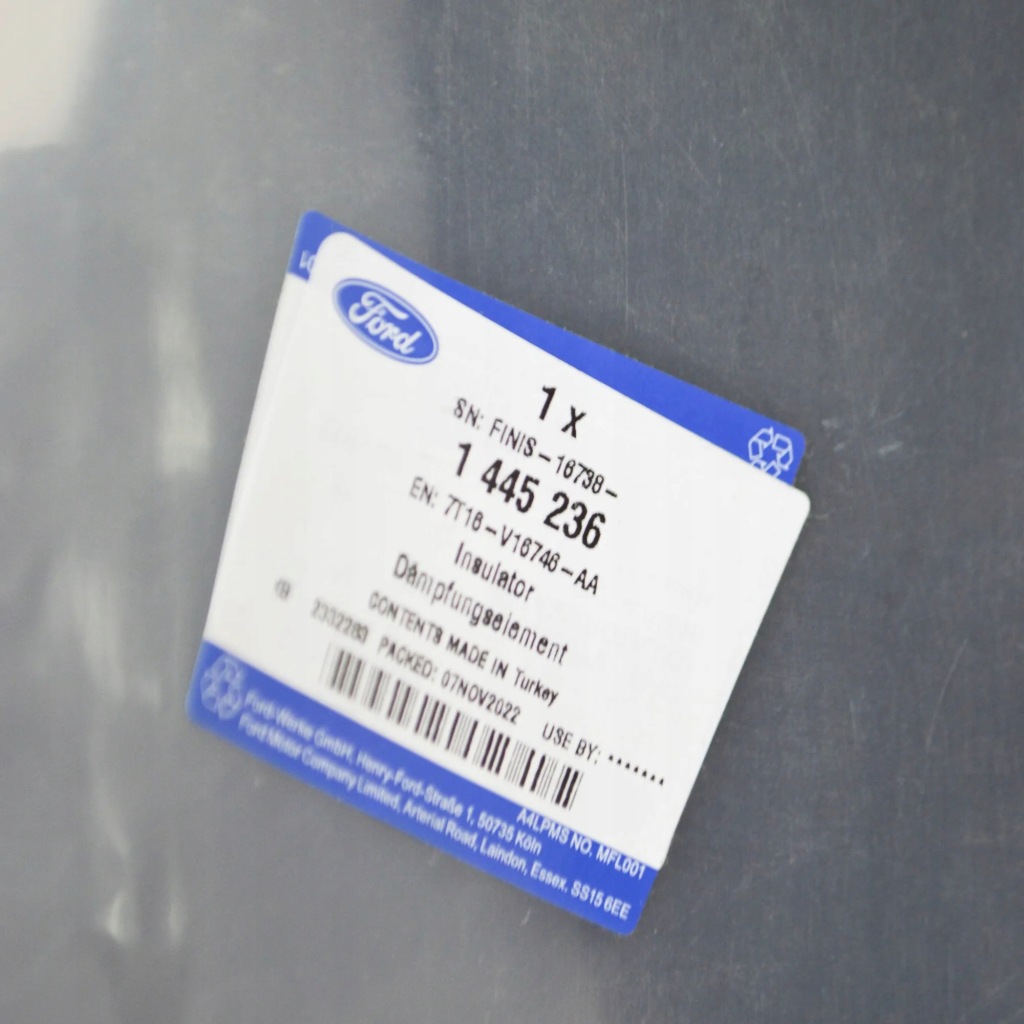 Ford
1 X
SN: FINIS-16738-
1 445 236
EN: 7T16-V16746-AA
Insulator
Dämpfungselement
CONTENTS MADE IN Turkey
2332283 PACKED: 07NOV2022 USE BY: *******
A4LPMS NO. MFL001
Ford-Werke GmbH, Henry-Ford-Straße 1, 50735 Köln
Ford Motor Company Limited, Arterial Road, Laindon, Essex. SS15 6EE